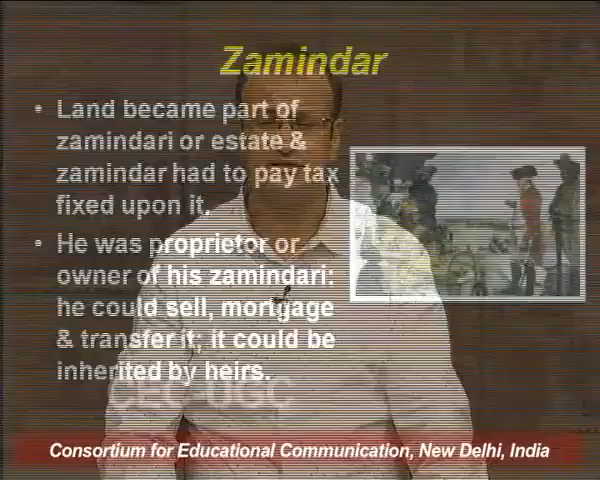 Zamindar
• Land became part of
zamindari or estate &
zamindar had to pay tax
fixed upon it.
• He was proprietor or
owner of his zamindari:
he could sell, mortgage
& transfer it; it could be
inherited by heirs.
CEC-UGC
Consortium for Educational Communication, New Delhi, India